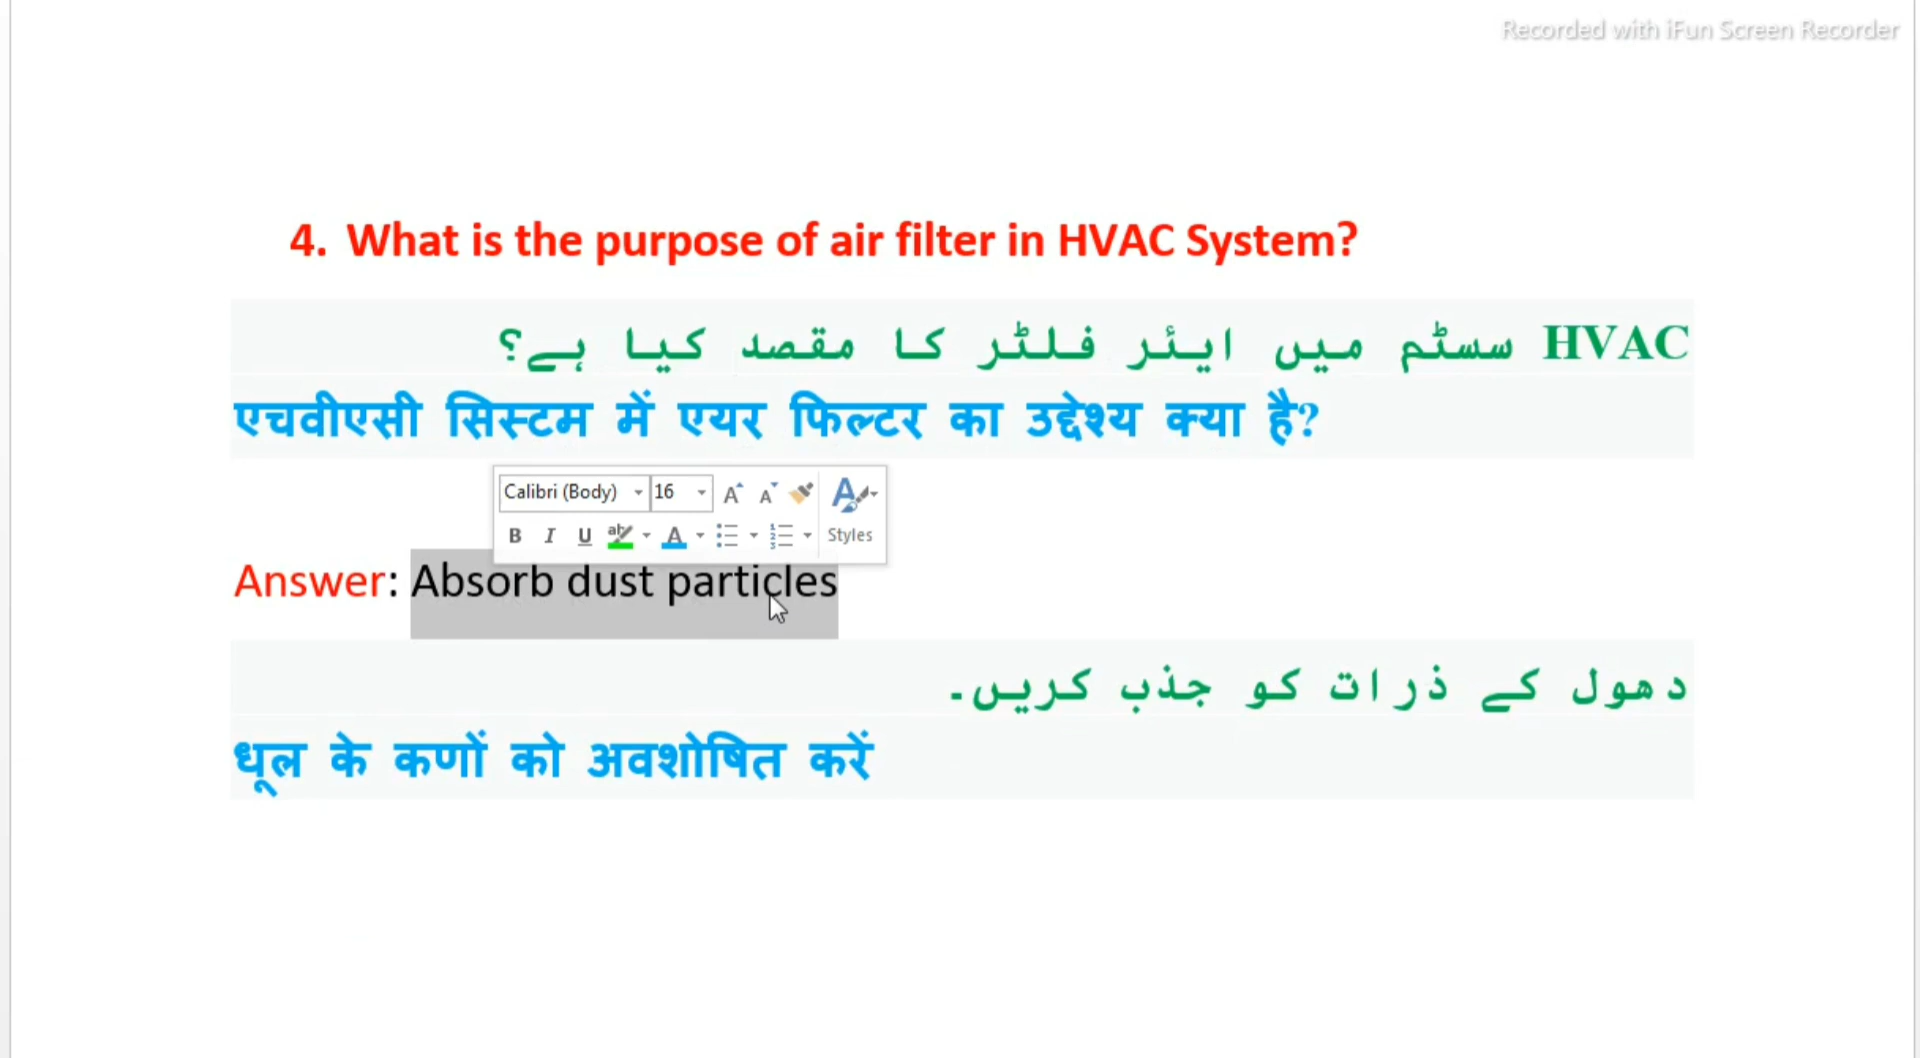 Recorded with iFun Screen Recorder
4. What is the purpose of air filter in HVAC System?
HVAC سسٹم میں ایئر فلٹر کا مقصد کیا ہے؟
एचवीएसी सिस्टम में एयर फिल्टर का उद्देश्य क्या है?
Calibri (Body) 16
B I U Styles
Answer: Absorb dust particles
دھول کے ذرات کو جذب کریں۔
धूल के कणों को अवशोषित करें